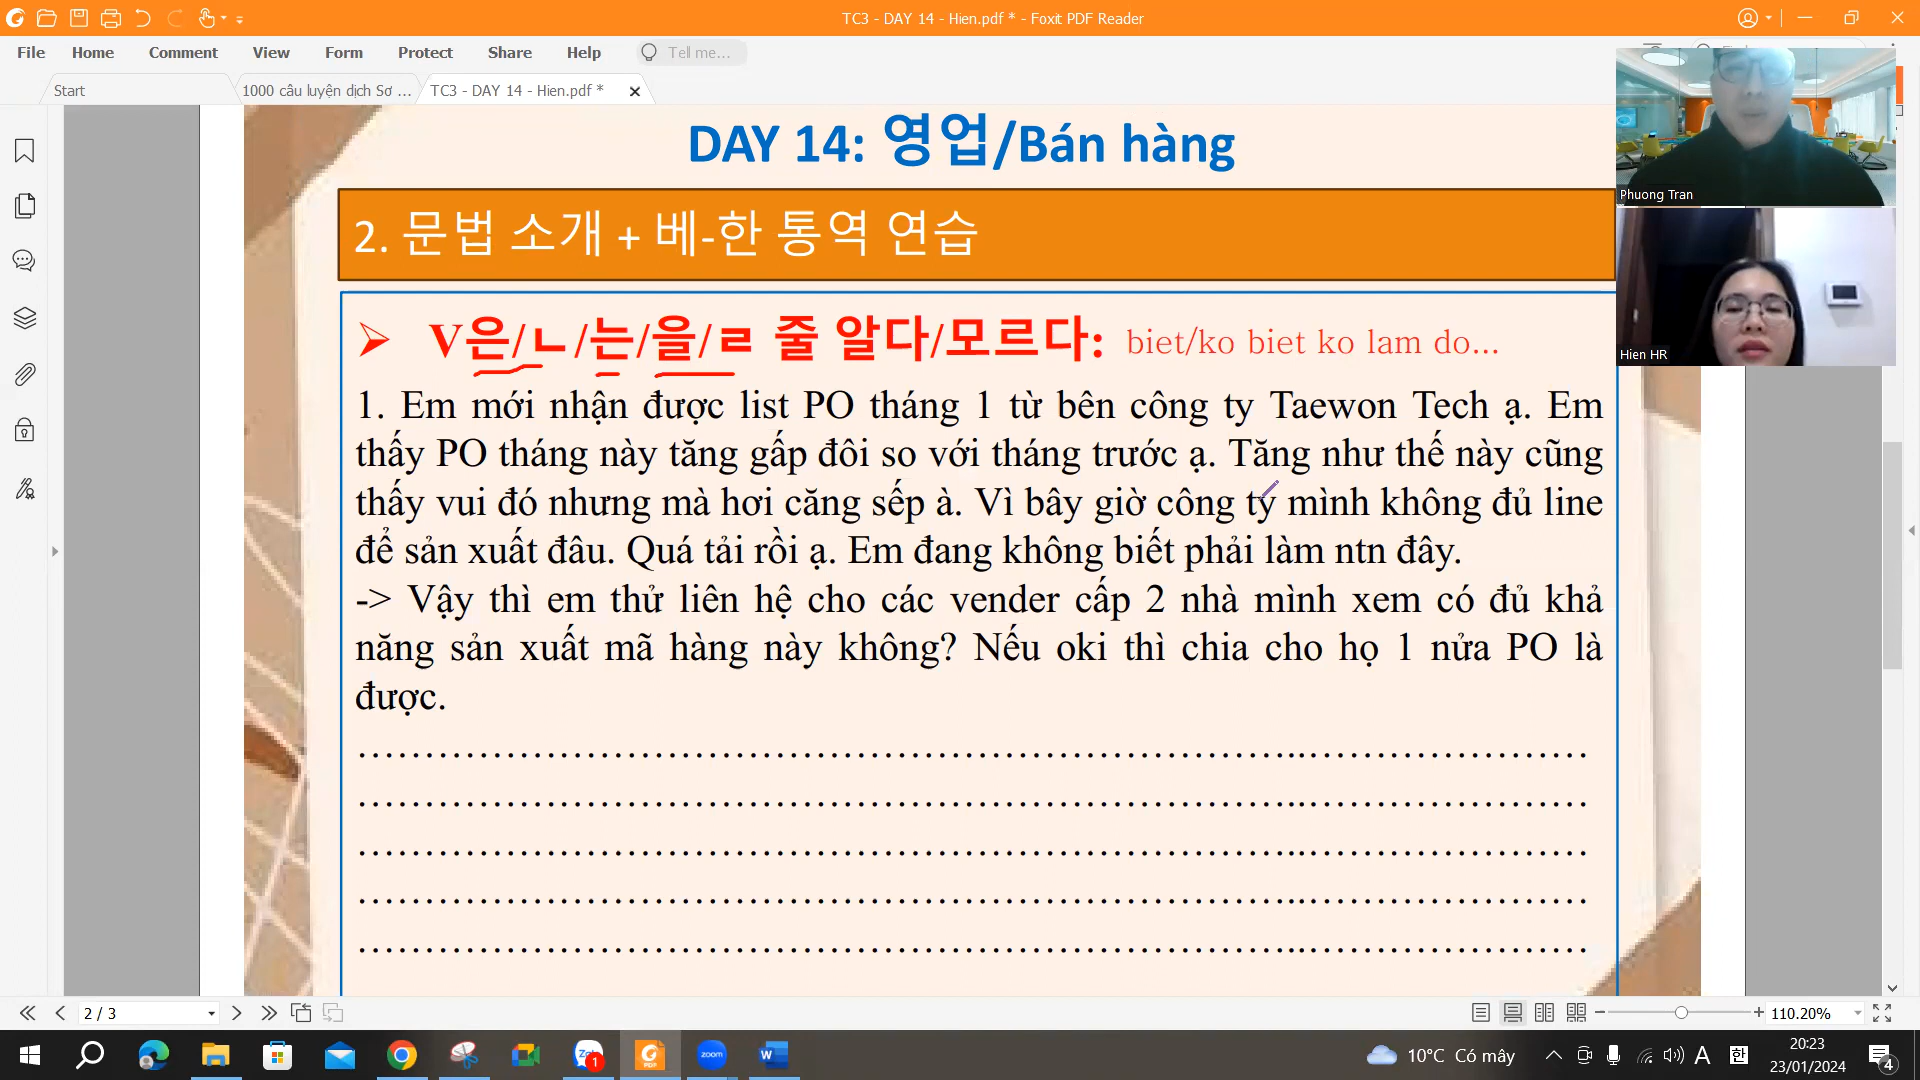 TC3 - DAY 14 - Hien.pdf * - Foxit PDF Reader
File Home Comment View Form Protect Share Help Tell me...
Start 1000 câu luyện dịch Sơ ... TC3 - DAY 14 - Hien.pdf *
DAY 14: 영업/Bán hàng
Phuong Tran
2. 문법 소개 + 베-한 통역 연습
Hien HR
V은/ㄴ/는/을/ㄹ 줄 알다/모르다: biet/ko biet ko lam do...
1. Em mới nhận được list PO tháng 1 từ bên công ty Taewon Tech ạ. Em
thấy PO tháng này tăng gấp đôi so với tháng trước ạ. Tăng như thế này cũng
thấy vui đó nhưng mà hơi căng sếp à. Vì bây giờ công ty mình không đủ line
để sản xuất đâu. Quá tải rồi ạ. Em đang không biết phải làm ntn đây.
-> Vậy thì em thử liên hệ cho các vender cấp 2 nhà mình xem có đủ khả
năng sản xuất mã hàng này không? Nếu oki thì chia cho họ 1 nửa PO là
được.
2 / 3 110.20%
zoom 1 10°C Có mây A 한 20:23
23/01/2024 4